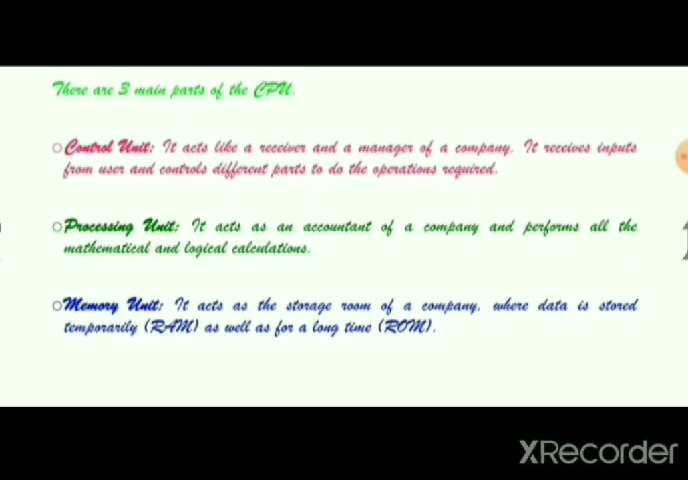 There are 3 main parts of the CPU.
Control Unit: It acts like a receiver and a manager of a company. It receives inputs
from user and controls different parts to do the operations required.
Processing Unit: It acts as an accountant of a company and performs all the
mathematical and logical calculations.
Memory Unit: It acts as the storage room of a company, where data is stored
temporarily (RAM) as well as for a long time (ROM).
XRecorder